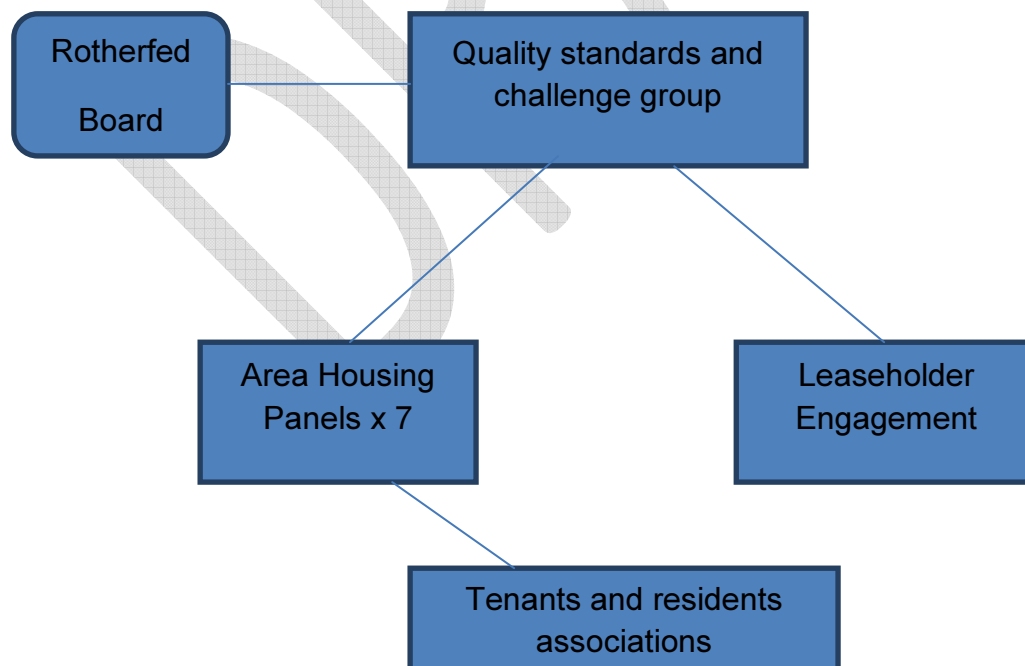 Rotherfed
Board
Quality standards and
challenge group
Area Housing
Panels x 7
Leaseholder
Engagement
Tenants and residents
associations